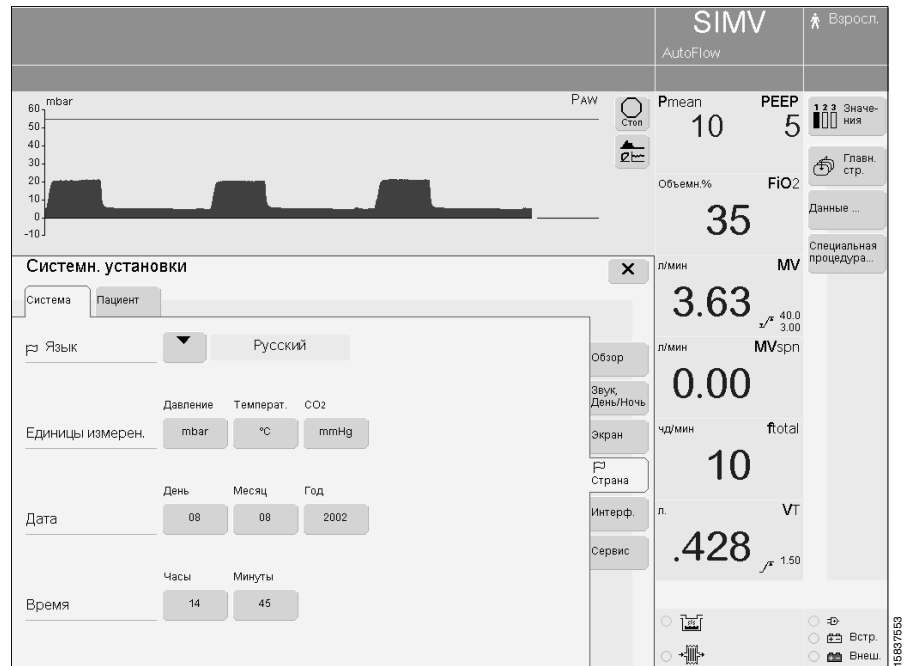 SIMV
AutoFlow
Взросл.
mbar
Paw
60
50
40
30
20
10
0
-10
Стоп
Pmean
PEEP
10
5
1 2 3 Значе-
ния
Главн.
стр.
Данные ...
Специальная
процедура...
Объемн.%
FiO2
35
л/мин
MV
3.63
40.0
3.00
л/мин
MVspn
0.00
чд/мин
ftotal
10
л.
VT
.428
1.50
Системн. установки
Система
Пациент
Язык
Русский
Давление
Температ.
CO2
Единицы измерен.
mbar
°C
mmHg
День
Месяц
Год
Дата
08
08
2002
Часы
Минуты
Время
14
45
Обзор
Звук,
День/Ночь
Экран
Страна
Интерф.
Сервис
Встр.
Внеш.
15837553